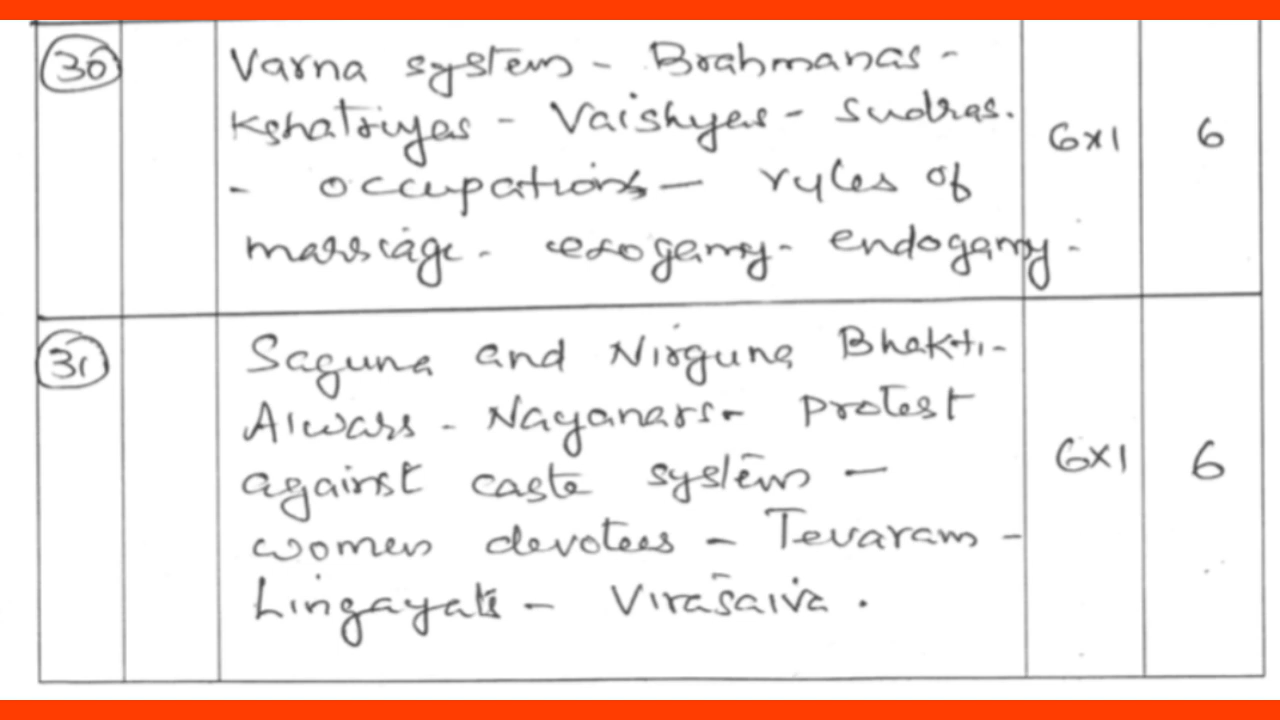 30
Varna system - Brahmanas -
Kshatriyas - Vaishyas - Sudras.
- occupations - rules of
marriage - exogamy - endogamy -
6x1
6
31
Saguna and Nirguna Bhakti -
Alwars - Nayanars - protest
against caste system -
women devotees - Tevaram -
Lingayats - Virasaiva .
6x1
6